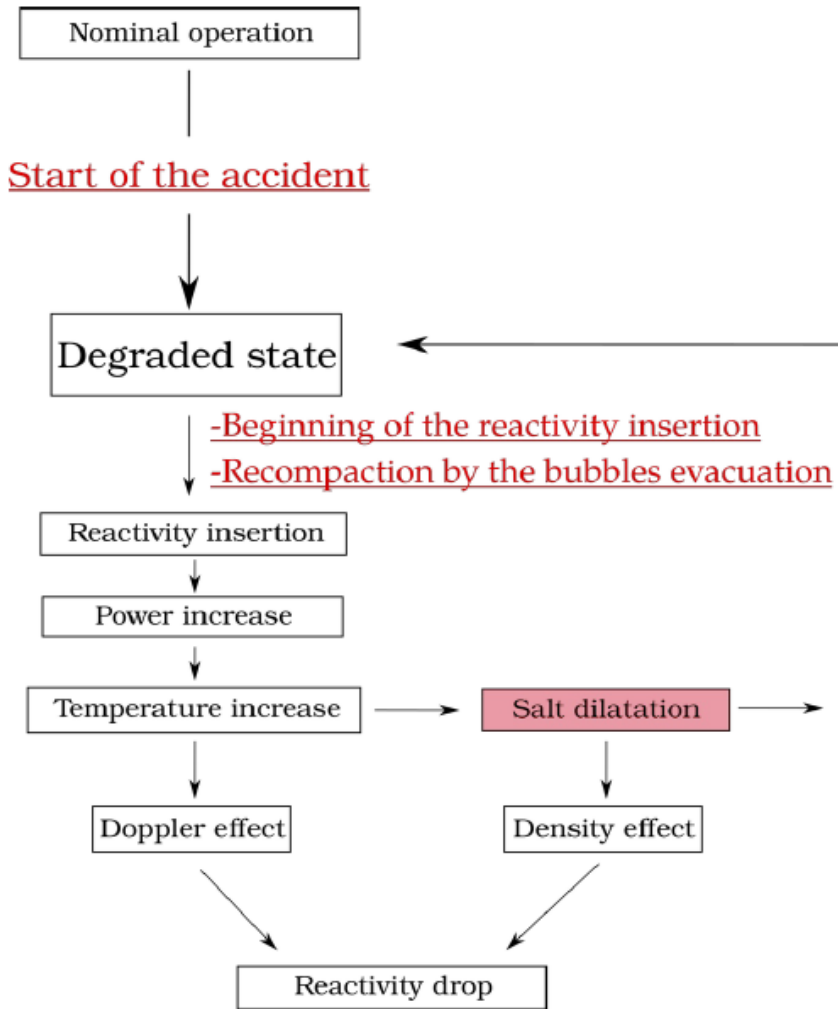 Nominal operation
Start of the accident
Degraded state
-Beginning of the reactivity insertion
-Recompaction by the bubbles evacuation
Reactivity insertion
Power increase
Temperature increase
Salt dilatation
Doppler effect
Density effect
Reactivity drop